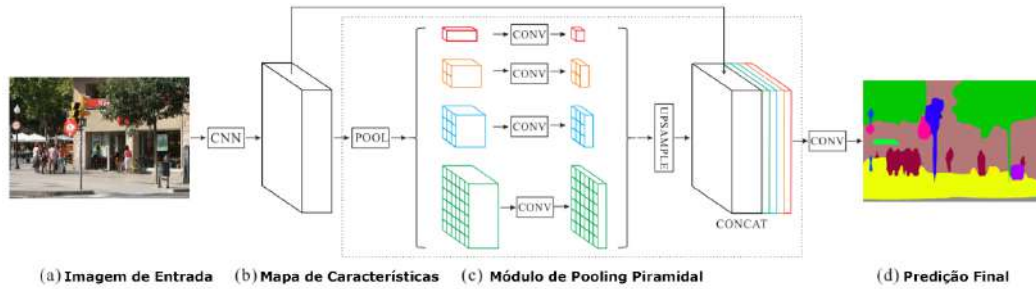 CNN
POOL
CONV
CONV
CONV
CONV
UPSAMPLE
CONCAT
CONV
(a) Imagem de Entrada
(b) Mapa de Características
(c) Módulo de Pooling Piramidal
(d) Predição Final